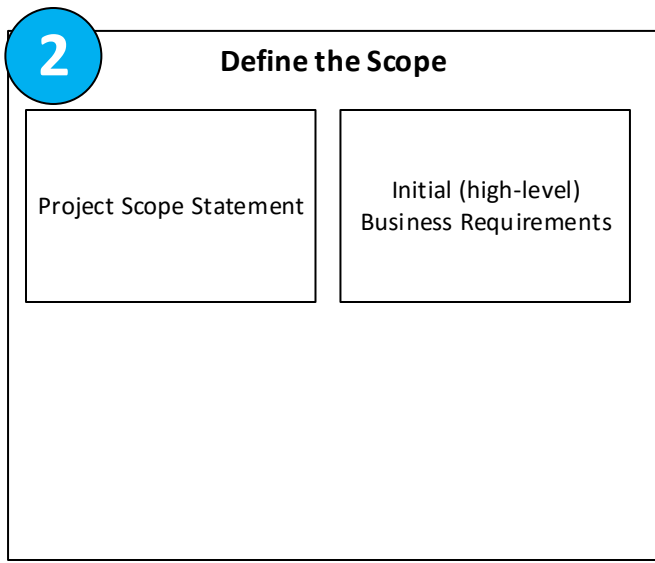 2
Define the Scope
Project Scope Statement
Initial (high-level)
Business Requirements